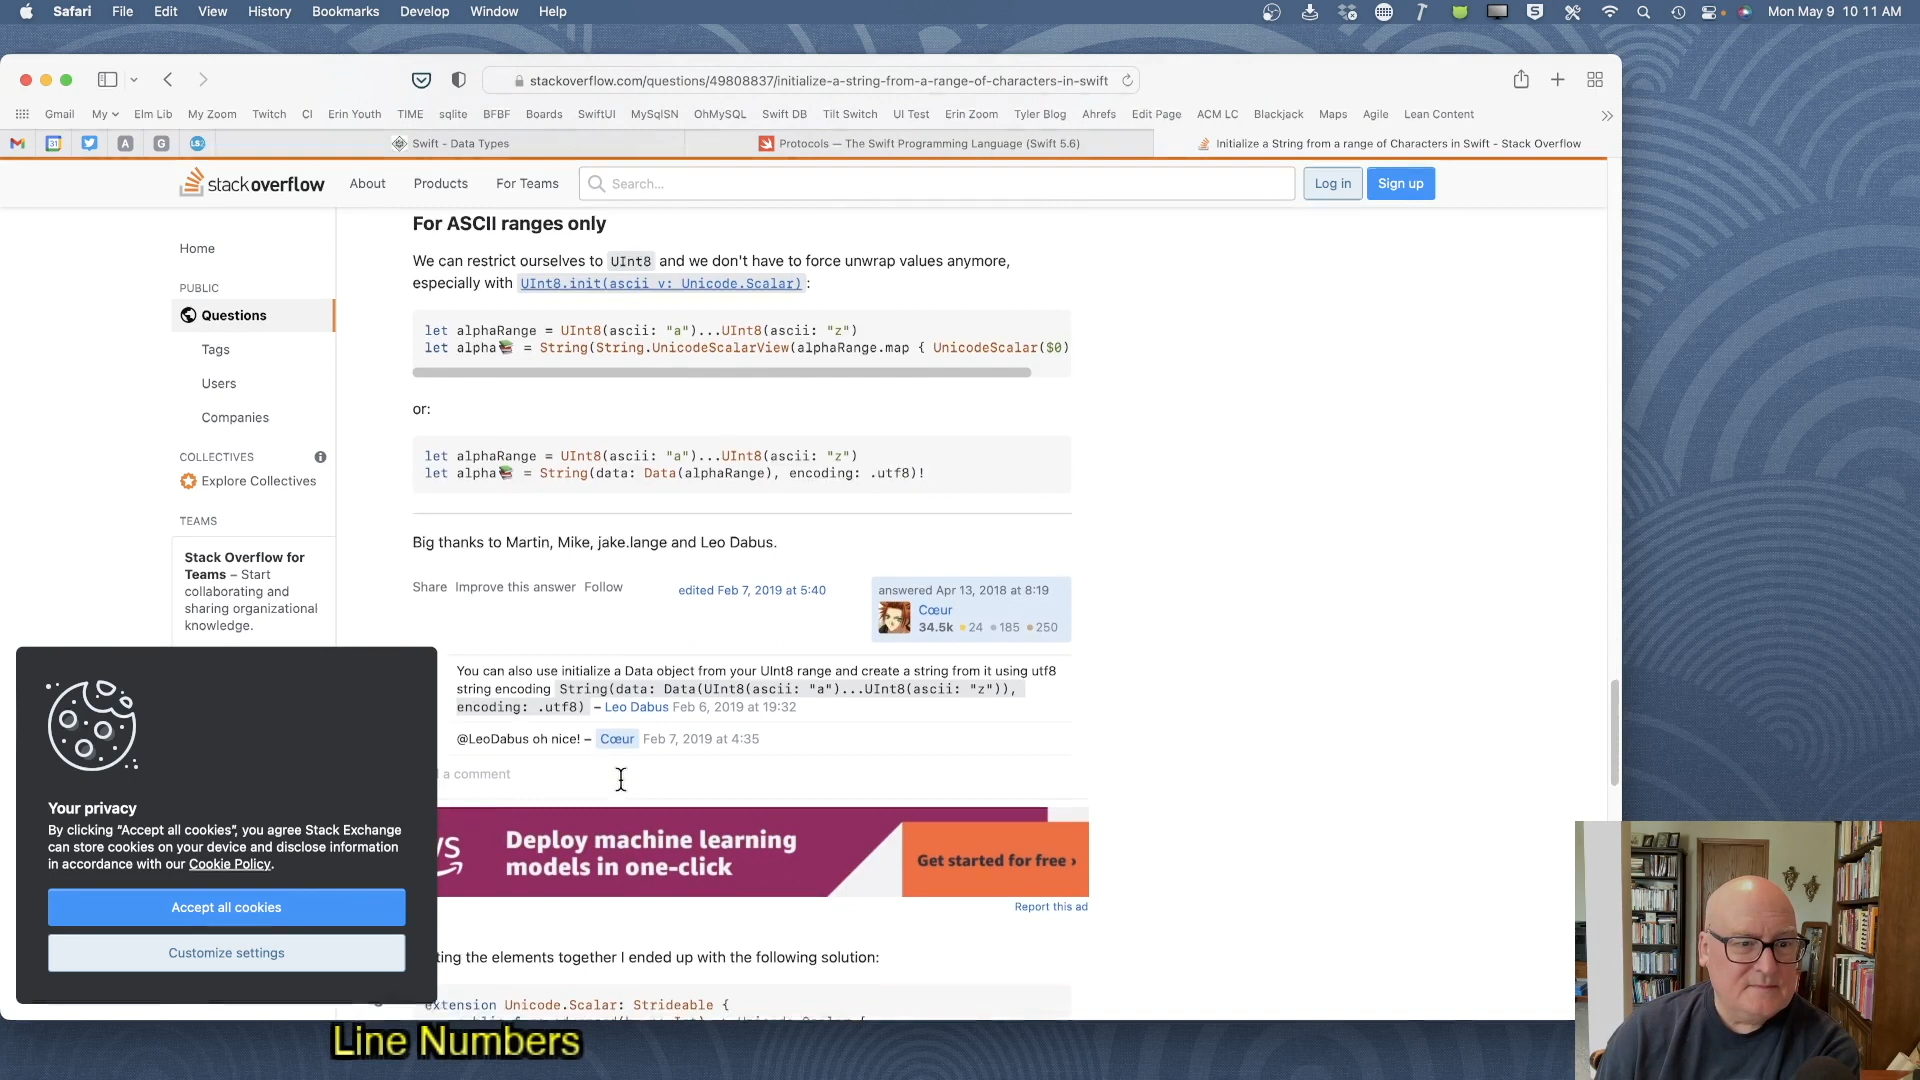 Safari File Edit View History Bookmarks Develop Window Help
Mon May 9 10 11 AM
stackoverflow.com/questions/49808837/initialize-a-string-from-a-range-of-characters-in-swift
Gmail My Elm Lib My Zoom Twitch CI Erin Youth TIME sqlite BFBF Boards SwiftUI MySqlSN OhMySQL Swift DB Tilt Switch UI Test Erin Zoom Tyler Blog Ahrefs Edit Page ACM LC Blackjack Maps Agile Lean Content
Swift - Data Types
Protocols — The Swift Programming Language (Swift 5.6)
Initialize a String from a range of Characters in Swift - Stack Overflow
stackoverflow
About Products For Teams
Search...
Log in
Sign up
Home
PUBLIC
Questions
Tags
Users
Companies
COLLECTIVES
Explore Collectives
TEAMS
Stack Overflow for
Teams – Start
collaborating and
sharing organizational
knowledge.
For ASCII ranges only
We can restrict ourselves to UInt8 and we don't have to force unwrap values anymore,
especially with UInt8.init(ascii v: Unicode.Scalar):
let alphaRange = UInt8(ascii: "a")...UInt8(ascii: "z")
let alpha📚 = String(String.UnicodeScalarView(alphaRange.map { UnicodeScalar($0)
or:
let alphaRange = UInt8(ascii: "a")...UInt8(ascii: "z")
let alpha📚 = String(data: Data(alphaRange), encoding: .utf8)!
Big thanks to Martin, Mike, jake.lange and Leo Dabus.
Share Improve this answer Follow
edited Feb 7, 2019 at 5:40
answered Apr 13, 2018 at 8:19
Cœur
34.5k 24 185 250
You can also use initialize a Data object from your UInt8 range and create a string from it using utf8
string encoding String(data: Data(UInt8(ascii: "a")...UInt8(ascii: "z")),
encoding: .utf8) – Leo Dabus Feb 6, 2019 at 19:32
@LeoDabus oh nice! – Cœur Feb 7, 2019 at 4:35
a comment
Deploy machine learning
models in one-click
Get started for free ›
Report this ad
ting the elements together I ended up with the following solution:
extension Unicode.Scalar: Strideable {
Your privacy
By clicking “Accept all cookies”, you agree Stack Exchange
can store cookies on your device and disclose information
in accordance with our Cookie Policy.
Accept all cookies
Customize settings
Line Numbers